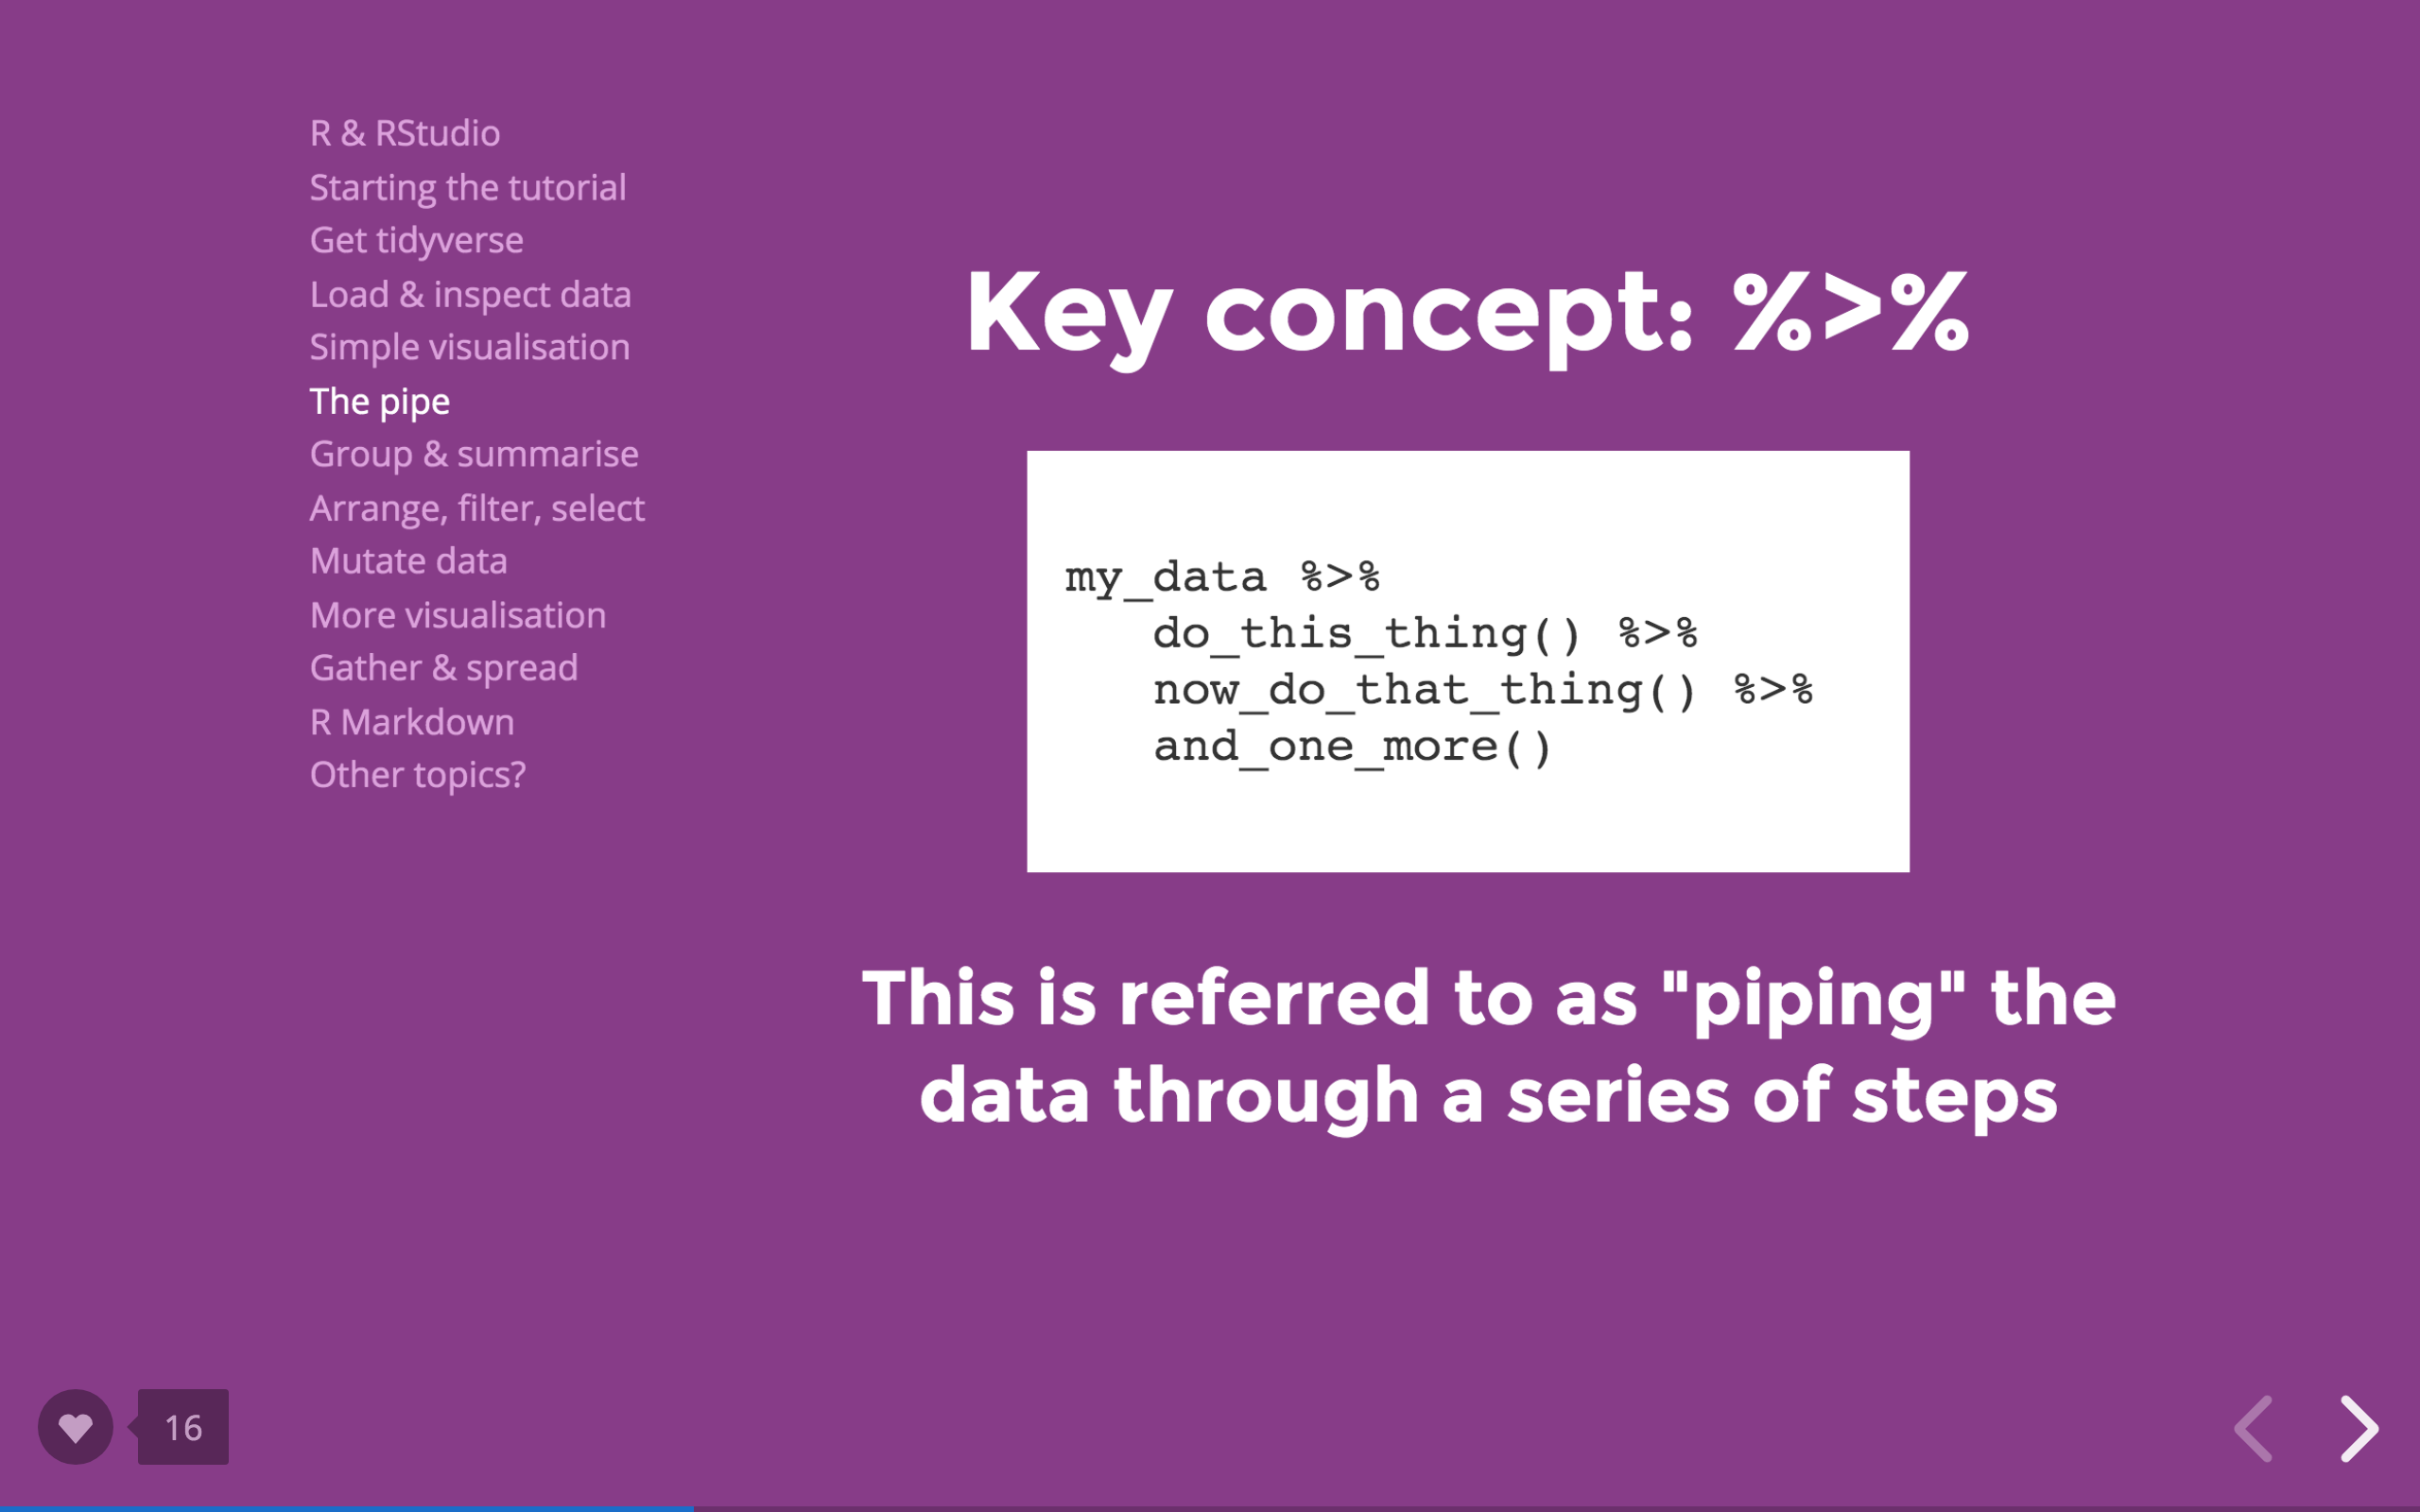 R & RStudio
Starting the tutorial
Get tidyverse
Load & inspect data
Simple visualisation
The pipe
Group & summarise
Arrange, filter, select
Mutate data
More visualisation
Gather & spread
R Markdown
Other topics?
Key concept: %>%
my_data %>%
do_this_thing() %>%
now_do_that_thing() %>%
and_one_more()
This is referred to as "piping" the
data through a series of steps
16